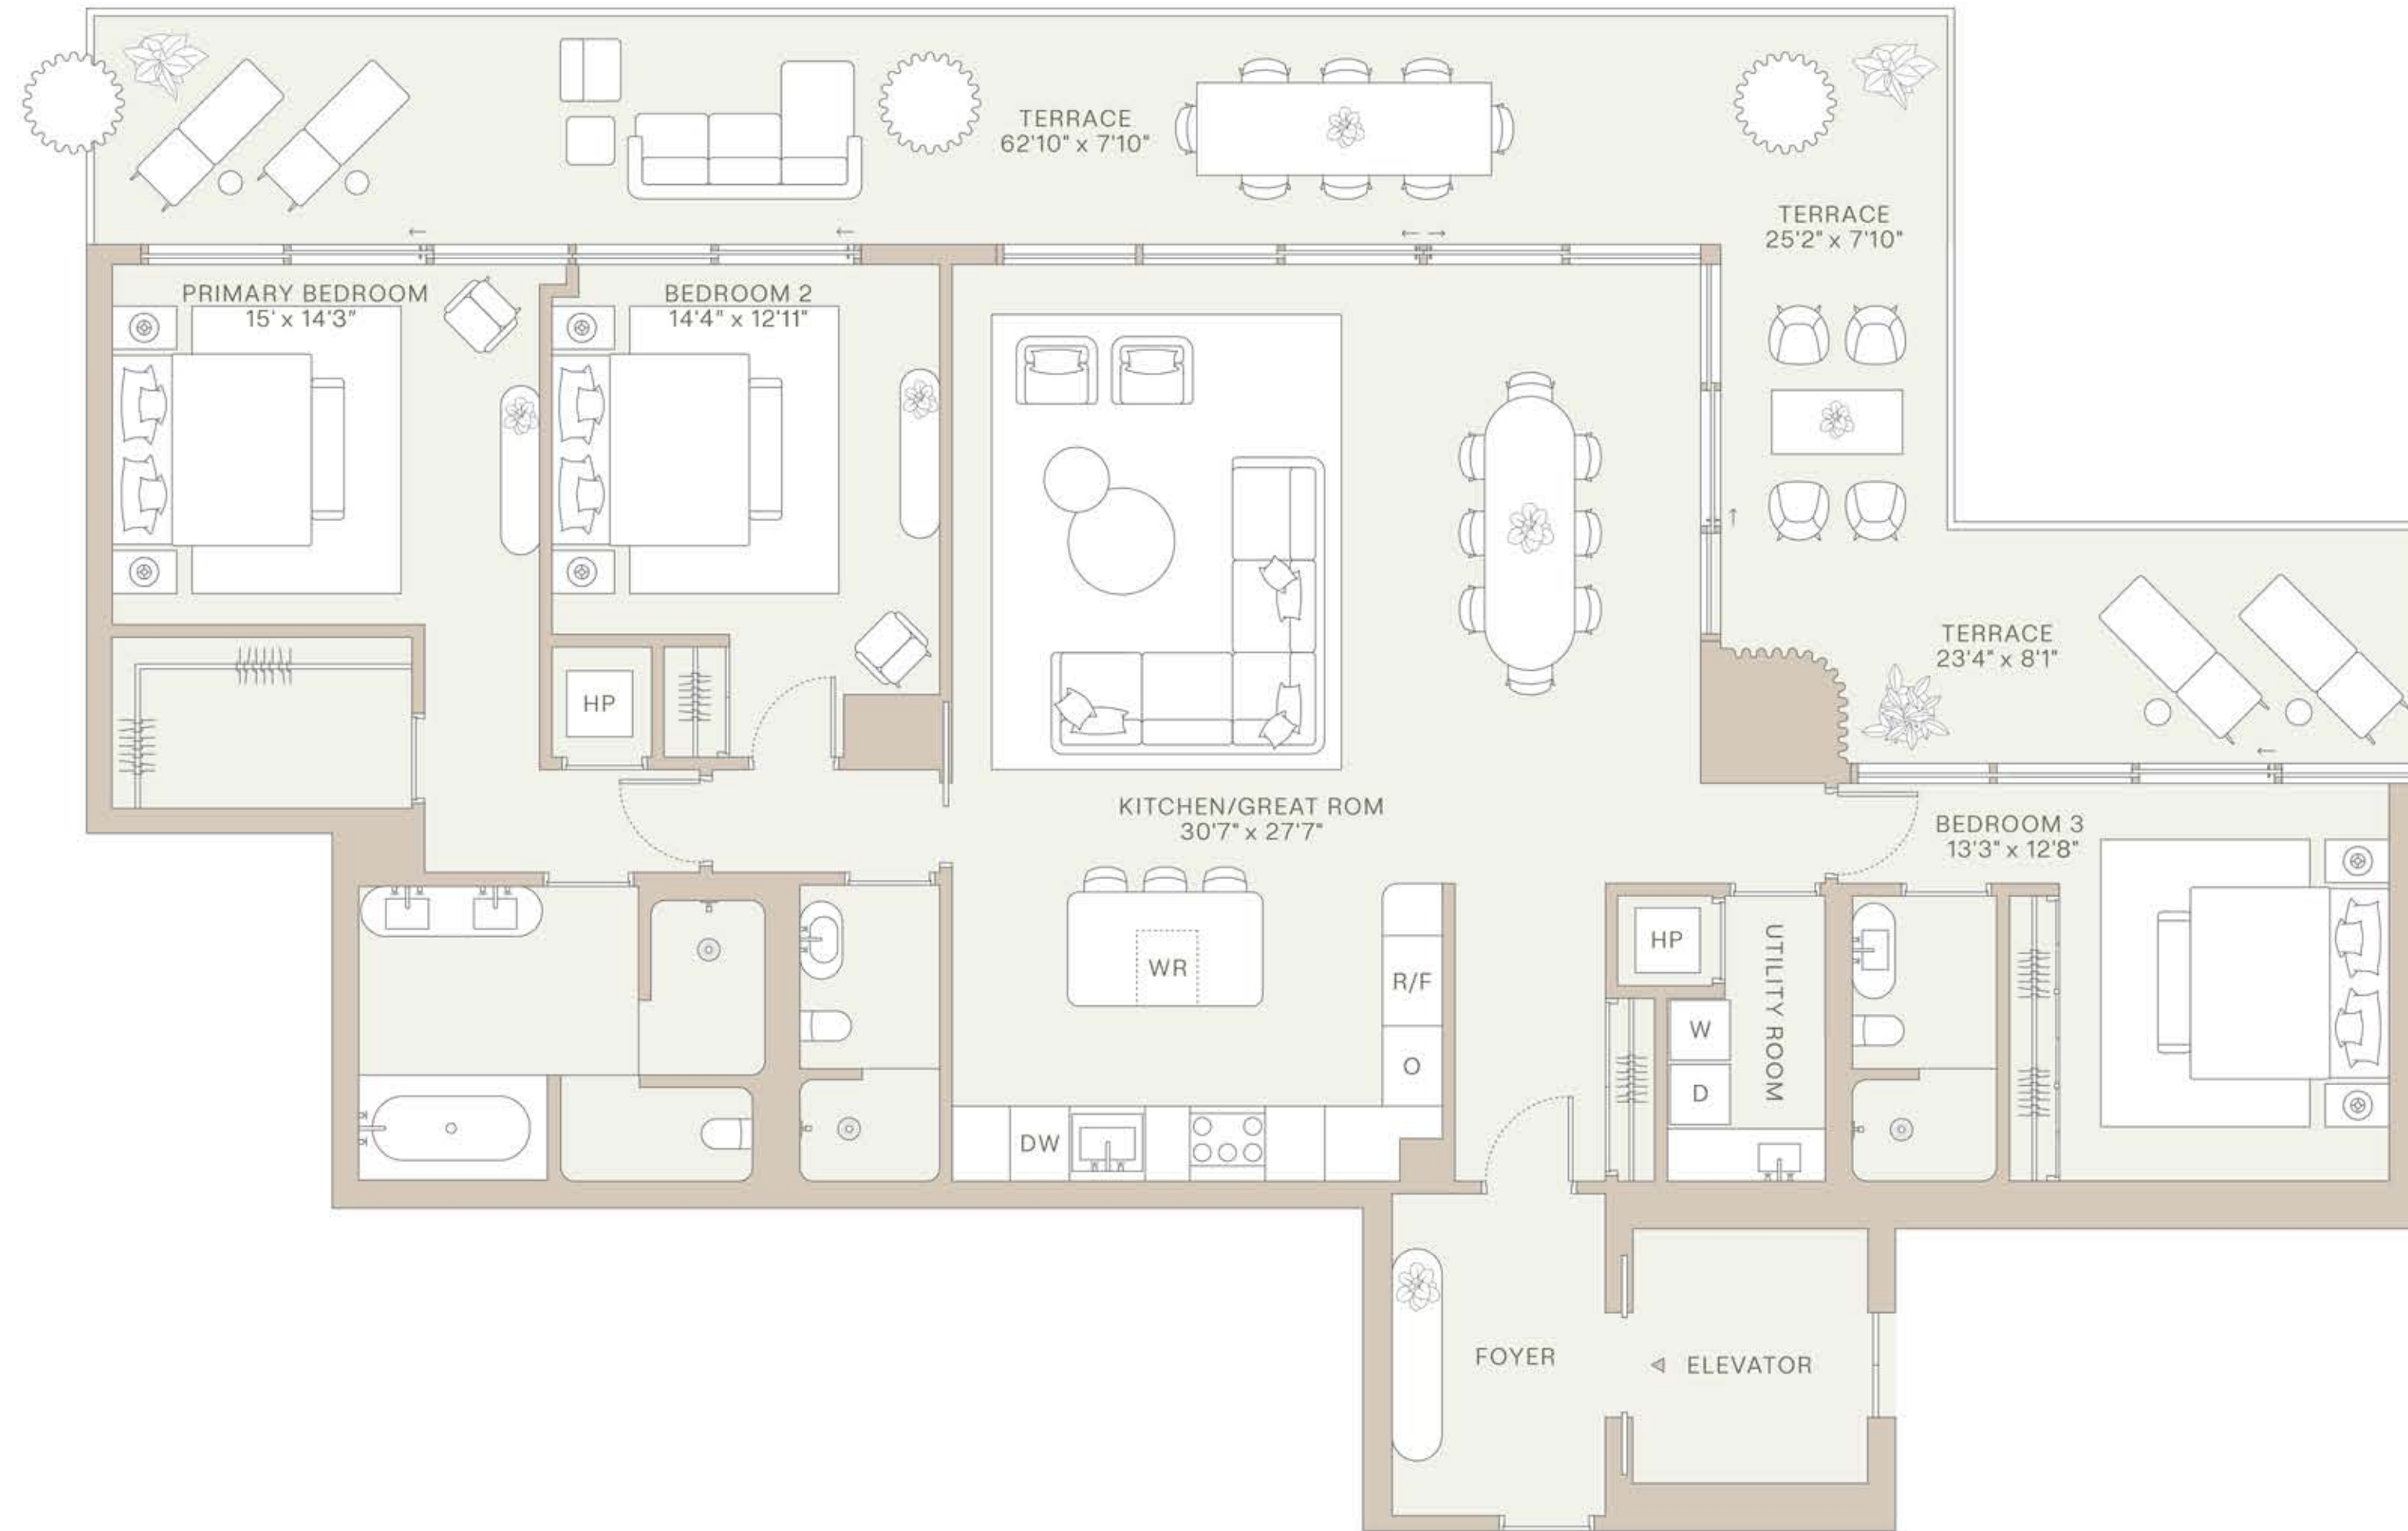 TERRACE
62'10" x 7'10"
TERRACE
25'2" x 7'10"
PRIMARY BEDROOM
15' x 14'3"
BEDROOM 2
14'4" x 12'11"
TERRACE
23'4" x 8'1"
HP
KITCHEN/GREAT ROM
30'7" x 27'7"
BEDROOM 3
13'3" x 12'8"
WR
R/F
O
DW
HP
UTILITY ROOM
W
D
FOYER
ELEVATOR